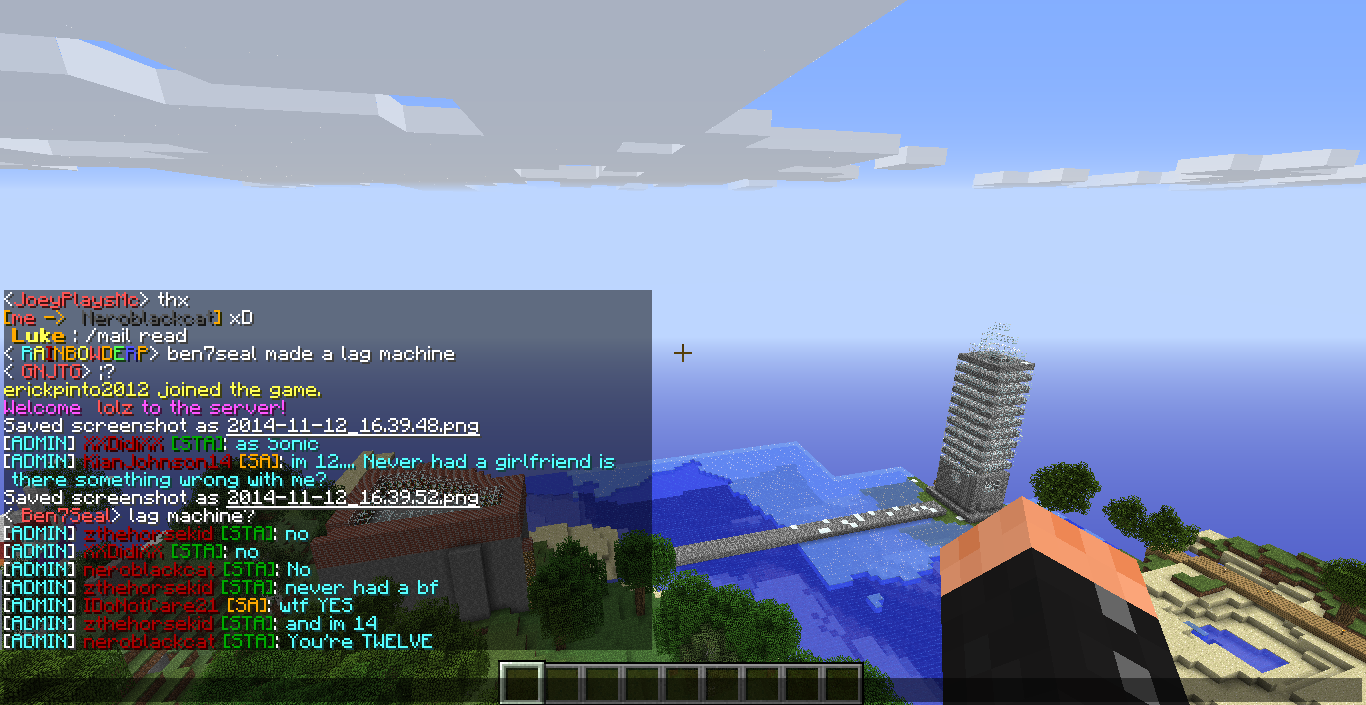 <JoeyPlaysMc> thx
[me -> Neroblackcat] xD
Luke : /mail read
< RAINBOWDERP> ben7seal made a lag machine
< GNJTG> ;?
erickpinto2012 joined the game.
Welcome lolz to the server!
Saved screenshot as 2014-11-12_16.39.48.png
[ADMIN] XXDidiXX [STA]: as Sonic
[ADMIN] KianJohnson14 [SA]: im 12.... Never had a girlfriend is
there something wrong with me?
Saved screenshot as 2014-11-12_16.39.52.png
< Ben7Seal> lag machine?
[ADMIN] zthehorsekid [STA]: no
[ADMIN] XXDidiXX [STA]: no
[ADMIN] neroblackcat [STA]: No
[ADMIN] zthehorsekid [STA]: never had a bf
[ADMIN] IDoNotCare21 [SA]: wtf YES
[ADMIN] zthehorsekid [STA]: and im 14
[ADMIN] neroblackcat [STA]: You're TWELVE